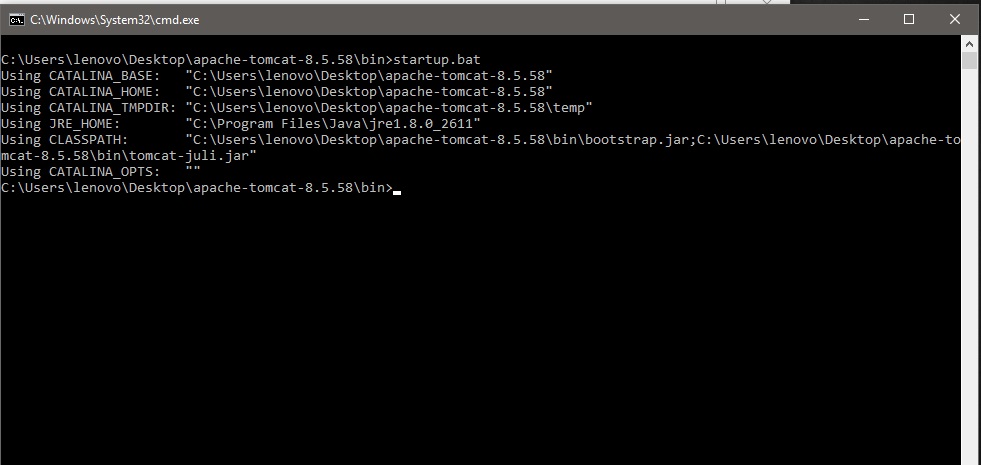 C:\Windows\System32\cmd.exe
C:\Users\lenovo\Desktop\apache-tomcat-8.5.58\bin>startup.bat
Using CATALINA_BASE:   "C:\Users\lenovo\Desktop\apache-tomcat-8.5.58"
Using CATALINA_HOME:   "C:\Users\lenovo\Desktop\apache-tomcat-8.5.58"
Using CATALINA_TMPDIR: "C:\Users\lenovo\Desktop\apache-tomcat-8.5.58\temp"
Using JRE_HOME:        "C:\Program Files\Java\jre1.8.0_2611"
Using CLASSPATH:       "C:\Users\lenovo\Desktop\apache-tomcat-8.5.58\bin\bootstrap.jar;C:\Users\lenovo\Desktop\apache-to
mcat-8.5.58\bin\tomcat-juli.jar"
Using CATALINA_OPTS:   ""
C:\Users\lenovo\Desktop\apache-tomcat-8.5.58\bin>